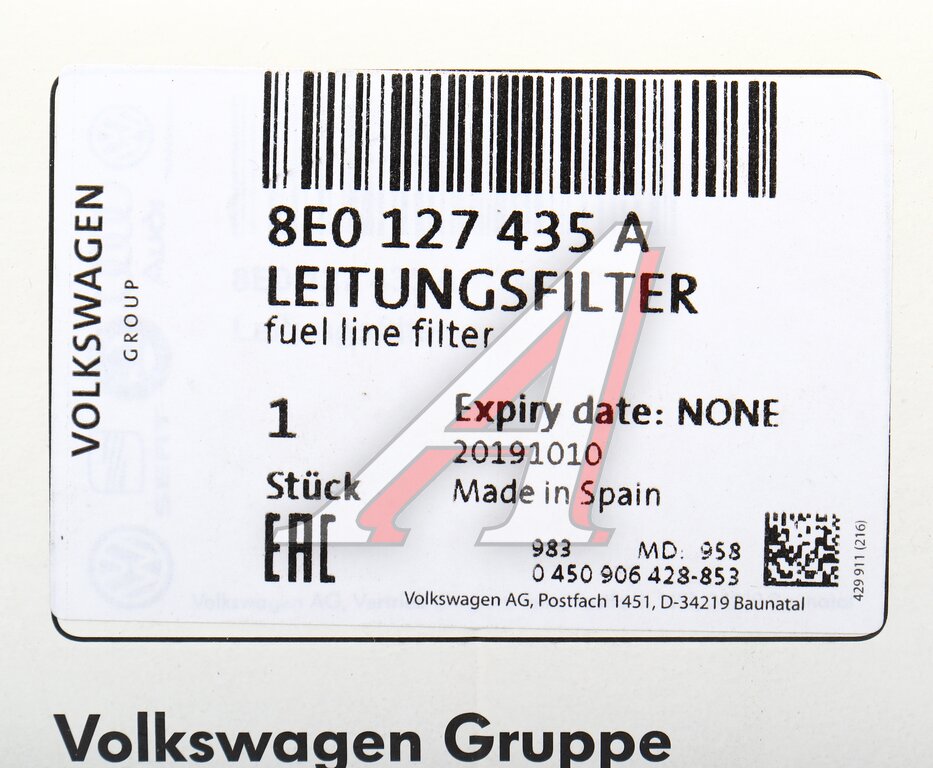 VOLKSWAGEN
GROUP
8E0 127 435 A
LEITUNGSFILTER
fuel line filter
1
Stück
Expiry date: NONE
20191010
Made in Spain
EAC
983 MD: 958
0 450 906 428-853
Volkswagen AG, Postfach 1451, D-34219 Baunatal
429 911 (216)
Volkswagen Gruppe